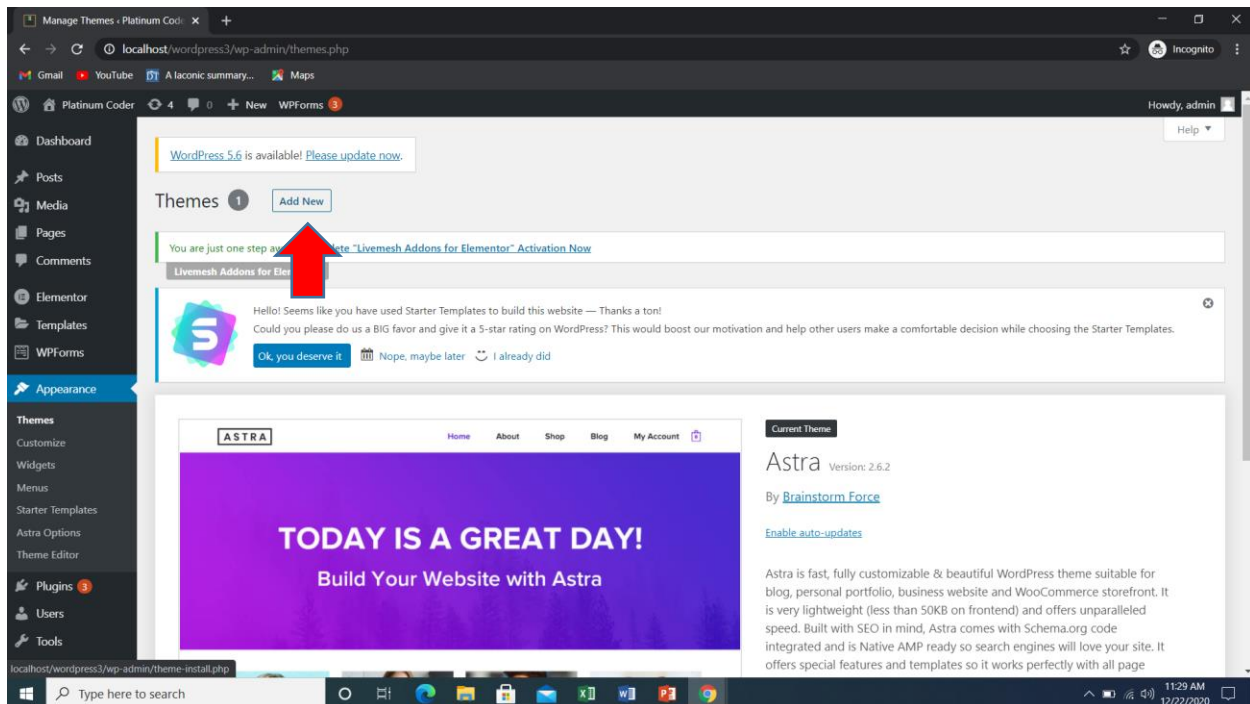 Manage Themes ‹ Platinum Code
localhost/wordpress3/wp-admin/themes.php
Incognito
Gmail YouTube A laconic summary... Maps
Platinum Coder 4 0 New WPForms 3
Howdy, admin
Help
Dashboard
Posts
Media
Pages
Comments
Elementor
Templates
WPForms
Appearance
Themes
Customize
Widgets
Menus
Starter Templates
Astra Options
Theme Editor
Plugins 3
Users
Tools
localhost/wordpress3/wp-admin/theme-install.php
WordPress 5.6 is available! Please update now.
Themes 1 Add New
You are just one step "Livemesh Addons for Elementor" Activation Now
Livemesh Addons for
Hello! Seems like you have used Starter Templates to build this website — Thanks a ton!
Could you please do us a BIG favor and give it a 5-star rating on WordPress? This would boost our motivation and help other users make a comfortable decision while choosing the Starter Templates.
Ok, you deserve it Nope, maybe later I already did
ASTRA Home About Shop Blog My Account
TODAY IS A GREAT DAY!
Build Your Website with Astra
Current Theme
Astra Version: 2.6.2
By Brainstorm Force
Enable auto-updates
Astra is fast, fully customizable & beautiful WordPress theme suitable for
blog, personal portfolio, business website and WooCommerce storefront. It
is very lightweight (less than 50KB on frontend) and offers unparalleled
speed. Built with SEO in mind, Astra comes with Schema.org code
integrated and is Native AMP ready so search engines will love your site. It
offers special features and templates so it works perfectly with all page
Type here to search
11:29 AM
12/22/2020